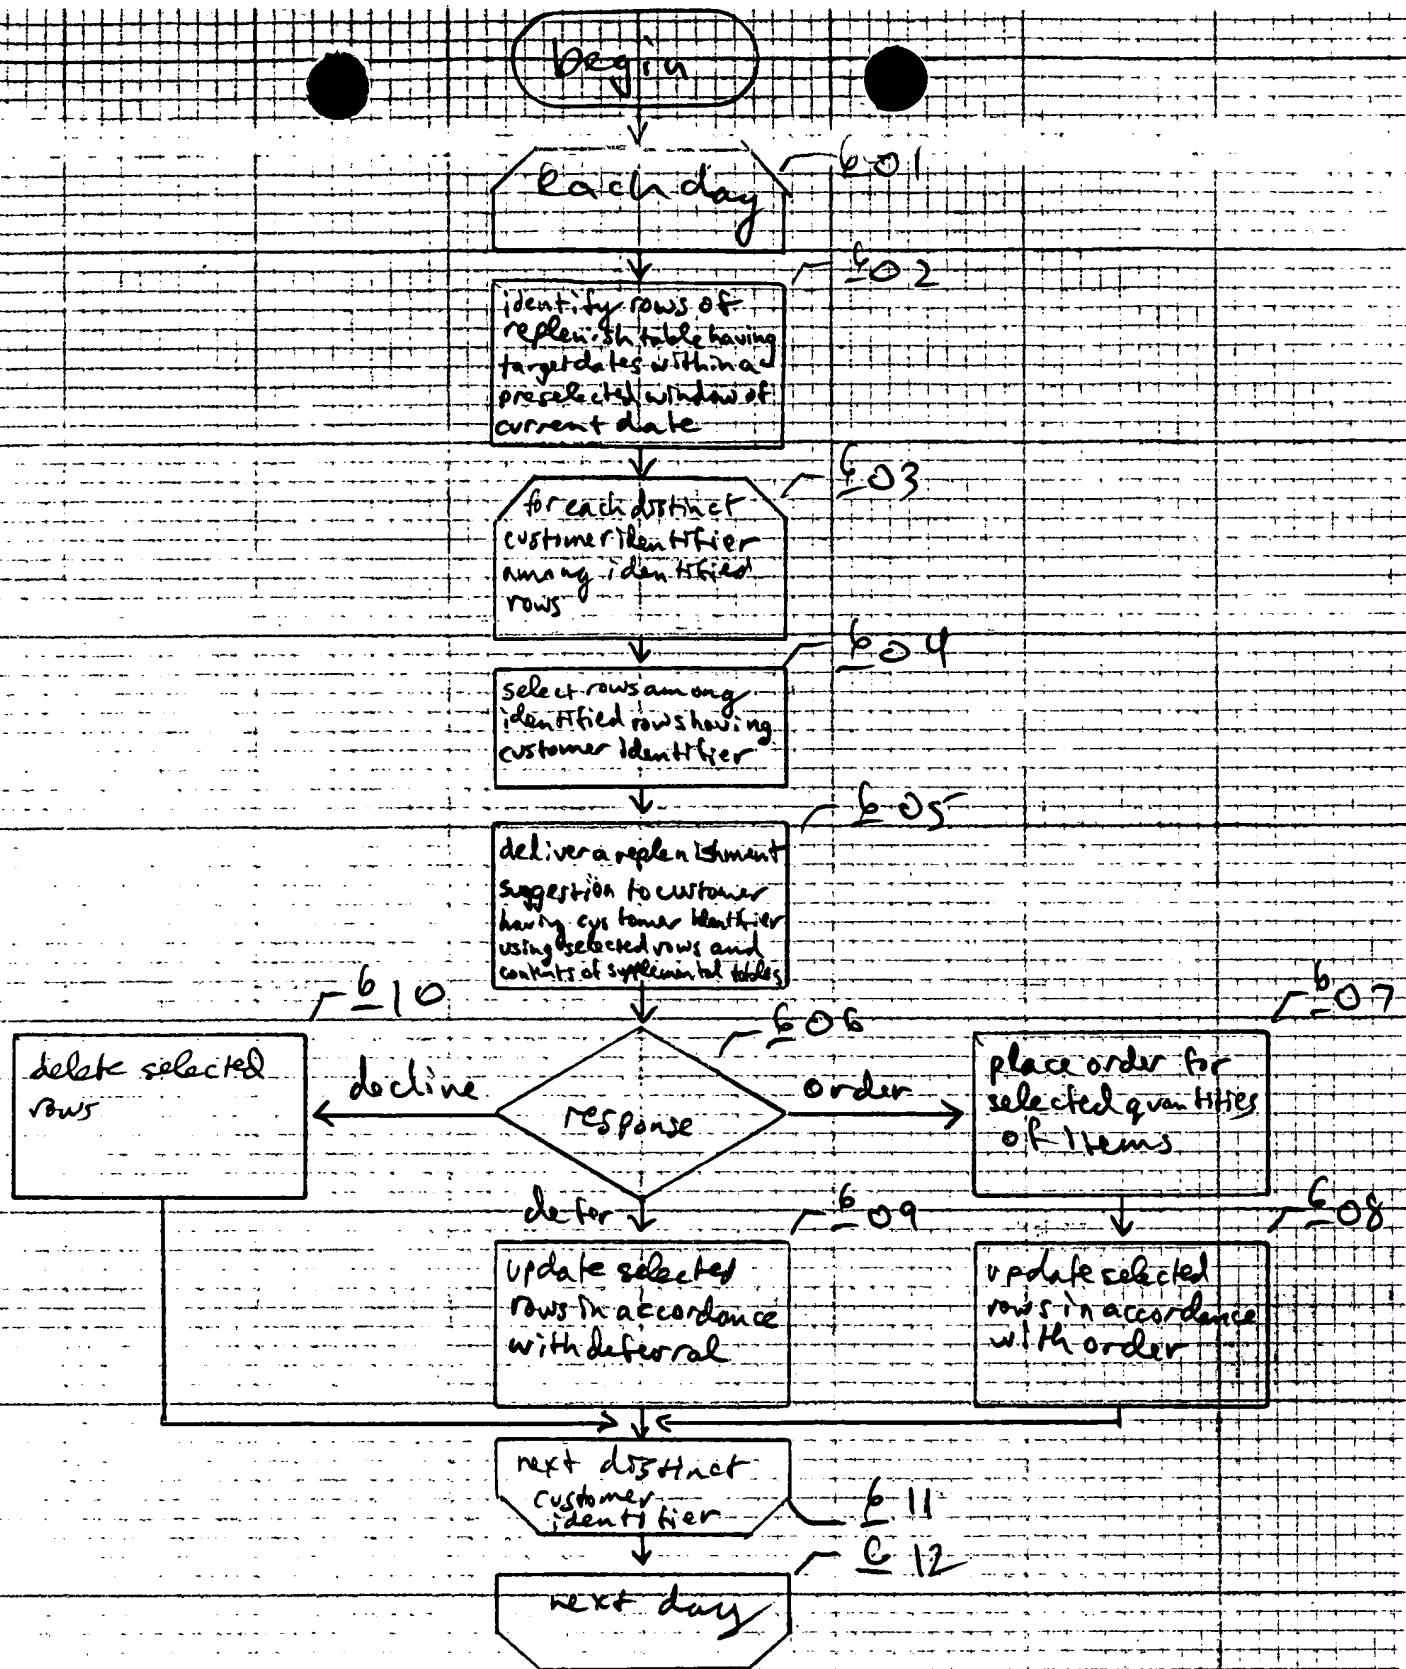 begin
each day
601
identify rows of
replenish table having
target dates within a
preselected window of
current date
602
for each distinct
customer identifier
among identified
rows
603
select rows among
identified rows having
customer identifier
604
deliver a replenishment
suggestion to customer
having customer identifier
using selected rows and
contents of supplemental tables
605
response
606
decline
order
defer
delete selected
rows
610
place order for
selected quantities
of items
607
update selected
rows in accordance
with deferral
609
update selected
rows in accordance
with order
608
next distinct
customer
identifier
611
next day
612